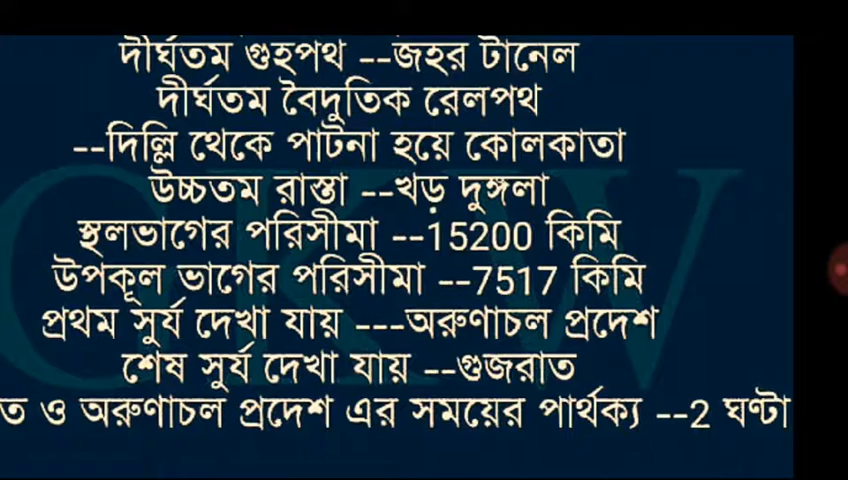 দীর্ঘতম গুহপথ --জহর টানেল
দীর্ঘতম বৈদুতিক রেলপথ
--দিল্লি থেকে পাটনা হয়ে কোলকাতা
উচ্চতম রাস্তা --খড় দুঙ্গলা
স্থলভাগের পরিসীমা --15200 কিমি
উপকূল ভাগের পরিসীমা --7517 কিমি
প্রথম সুর্য দেখা যায় ---অরুণাচল প্রদেশ
শেষ সুর্য দেখা যায় --গুজরাত
ত ও অরুণাচল প্রদেশ এর সময়ের পার্থক্য --2 ঘণ্টা
GKW